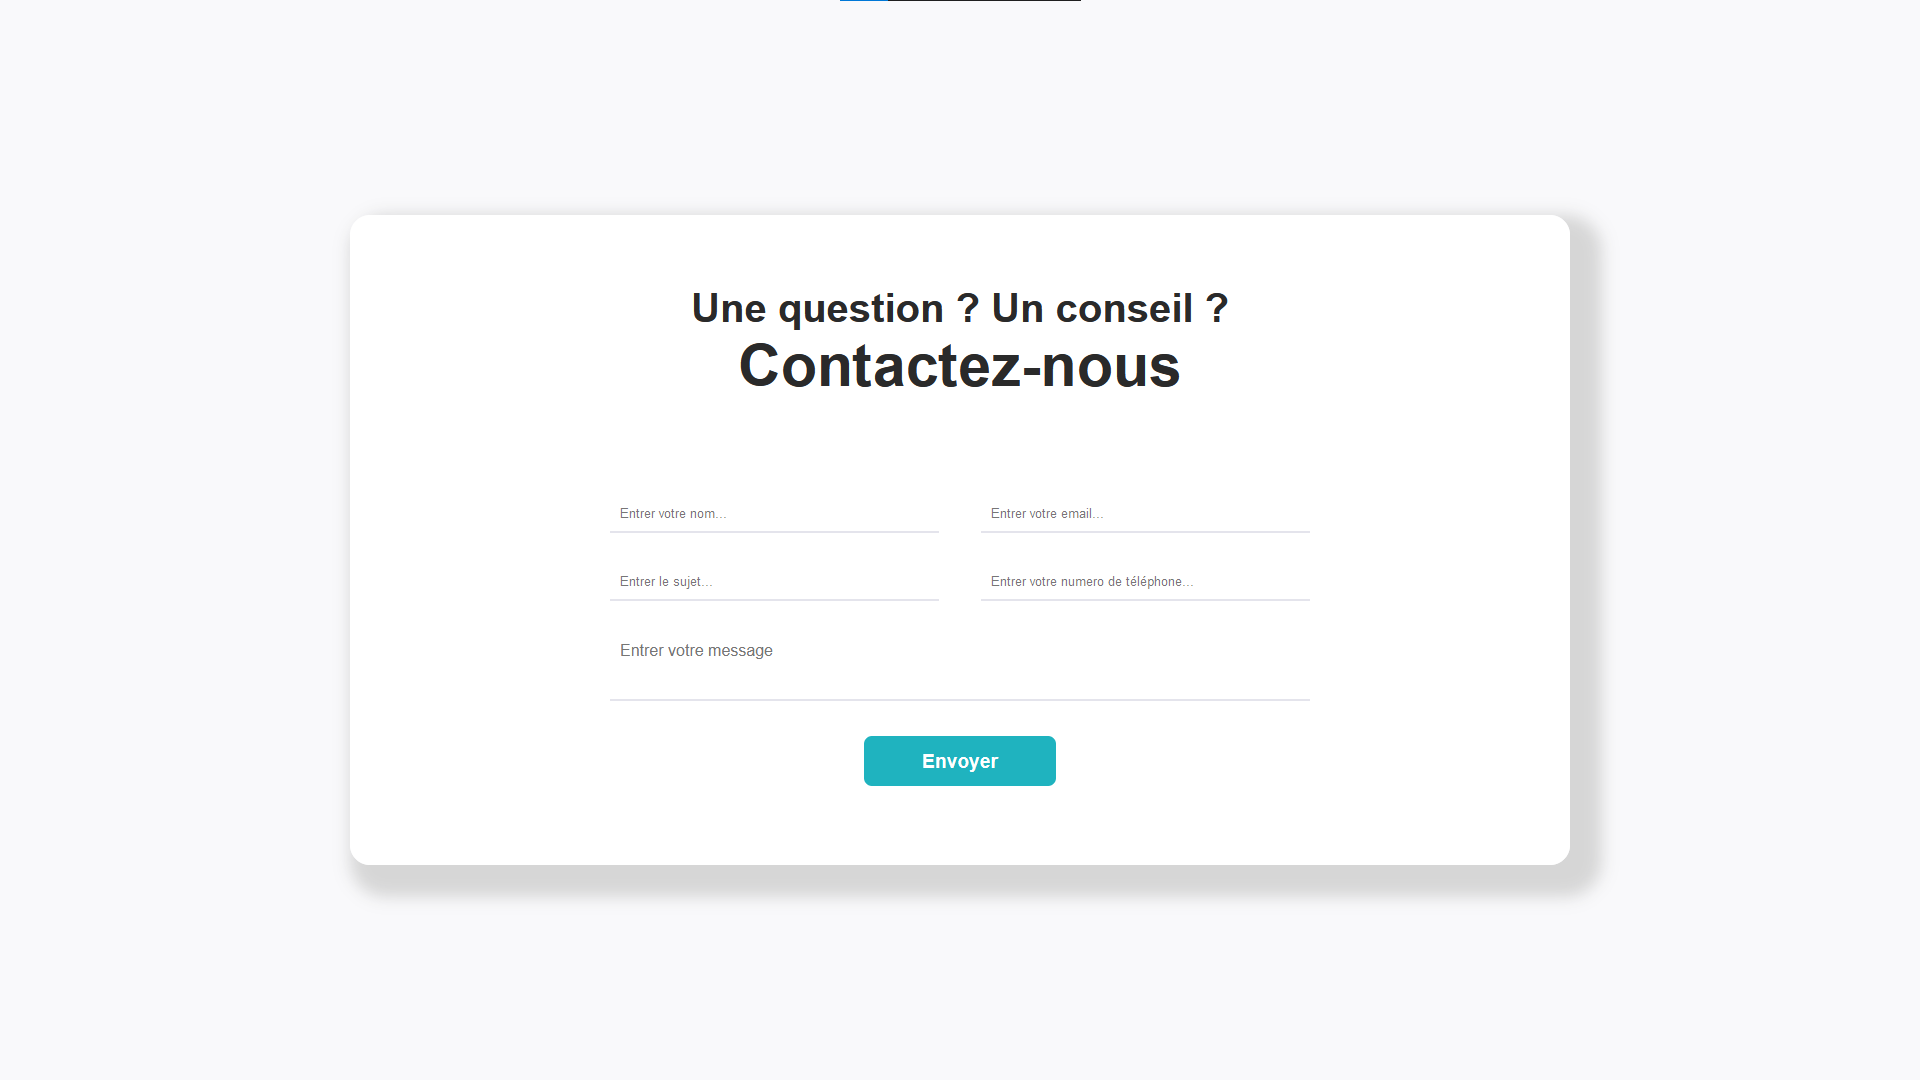 Une question ? Un conseil ?
Contactez-nous
Entrer votre nom...
Entrer votre email...
Entrer le sujet...
Entrer votre numero de téléphone...
Entrer votre message
Envoyer